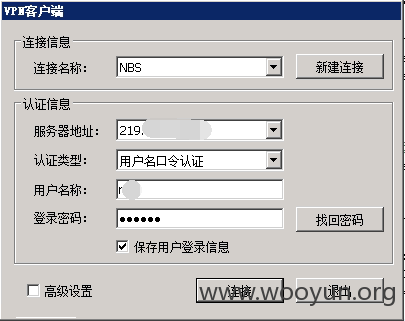 VPN客户端
连接信息
连接名称: NBS 新建连接
认证信息
服务器地址: 219.
认证类型: 用户名口令认证
用户名称: r
登录密码: ●●●●●● 找回密码
保存用户登录信息
高级设置 连接 退出
www.wooyun.org